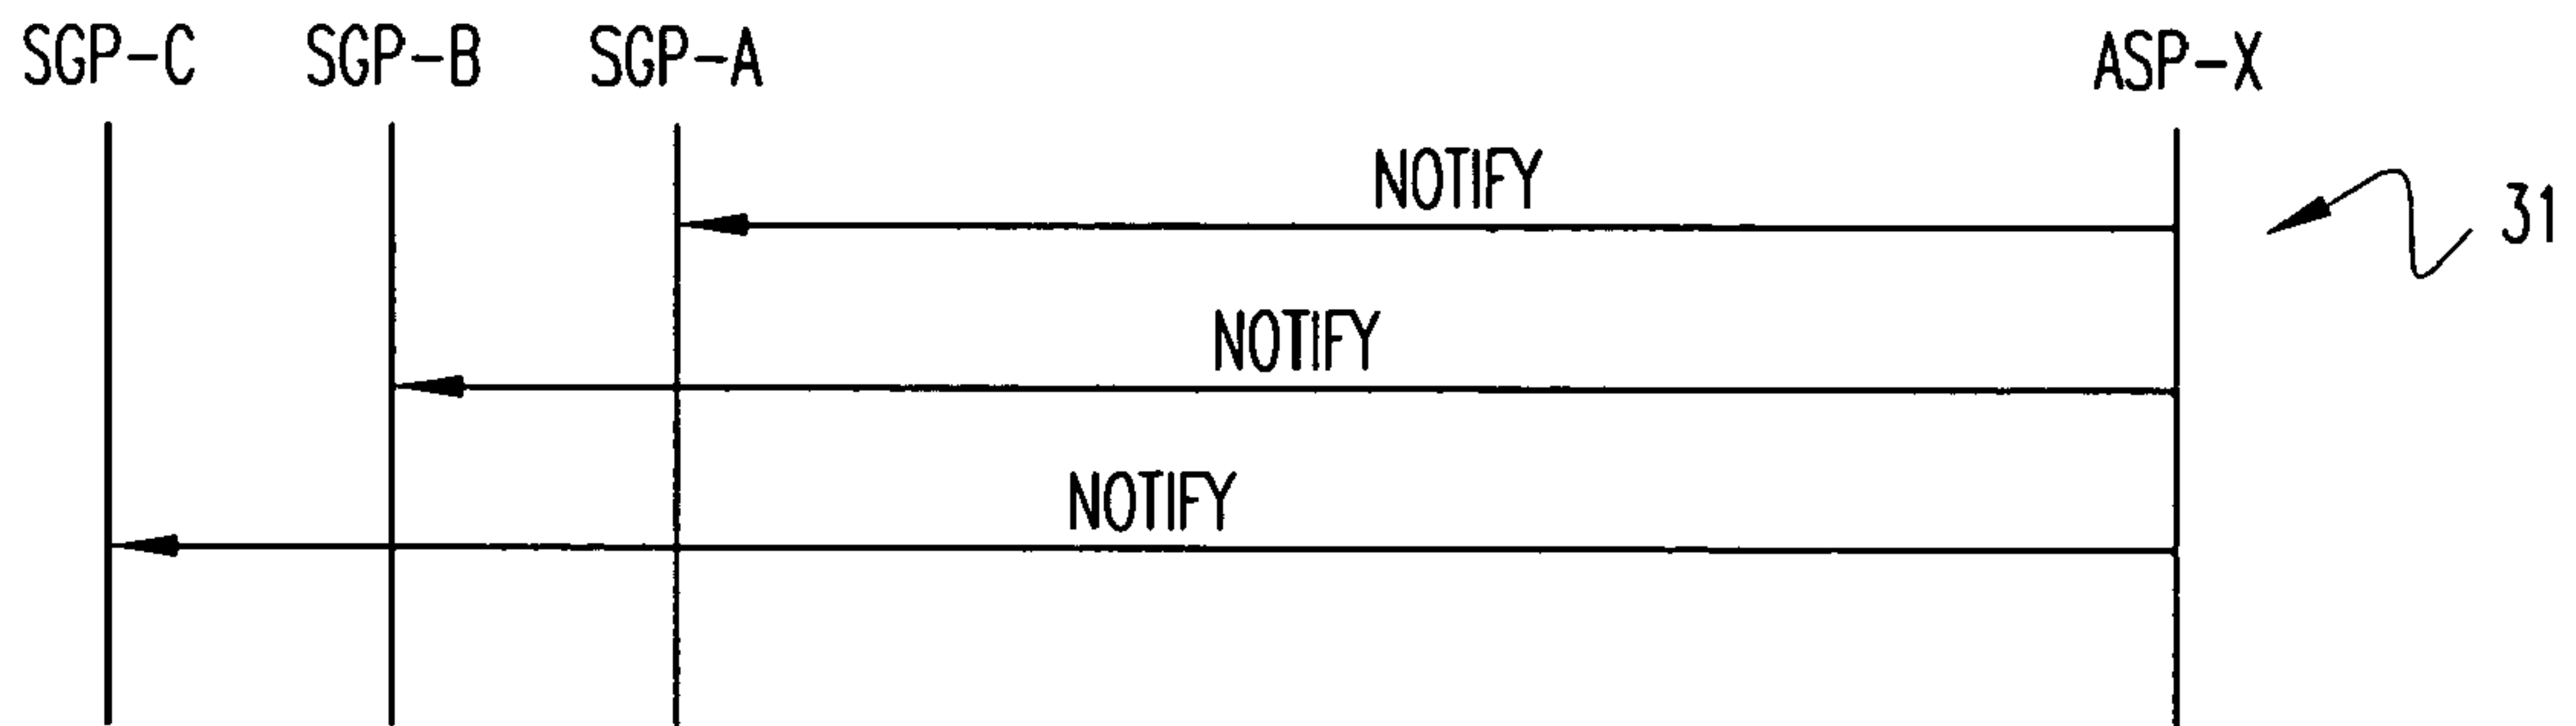 SGP-C SGP-B SGP-A ASP-X
NOTIFY
31
NOTIFY
NOTIFY